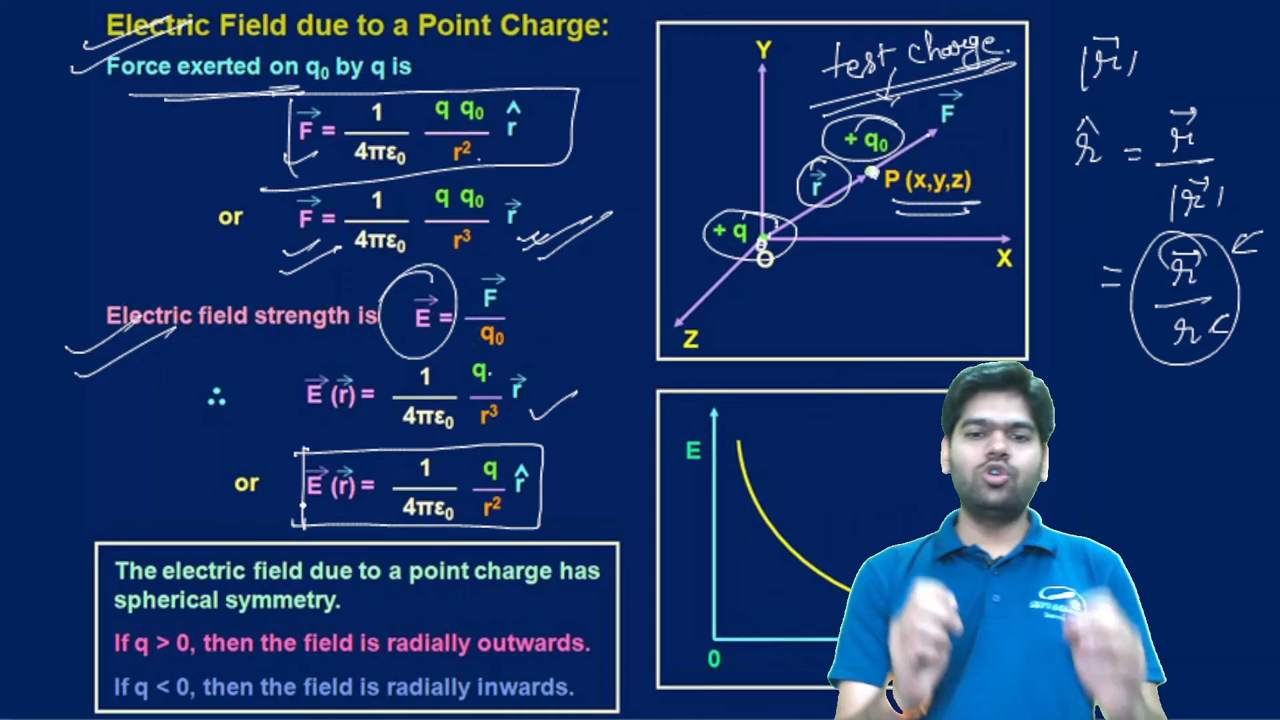 Electric Field due to a Point Charge:
Force exerted on q₀ by q is
F⃗ = 1/4πε₀ q q₀/r² r̂
or F⃗ = 1/4πε₀ q q₀/r³ r⃗
Electric field strength is E⃗ = F⃗/q₀
∴ E⃗ (r⃗) = 1/4πε₀ q/r³ r⃗
or E⃗ (r⃗) = 1/4πε₀ q/r² r̂
The electric field due to a point charge has
spherical symmetry.
If q > 0, then the field is radially outwards.
If q < 0, then the field is radially inwards.
Y
test charge.
F⃗
+ q₀
r⃗
P (x,y,z)
+ q
O
X
Z
|r⃗|
r̂ = r⃗/|r⃗|
= r⃗/r
E
0